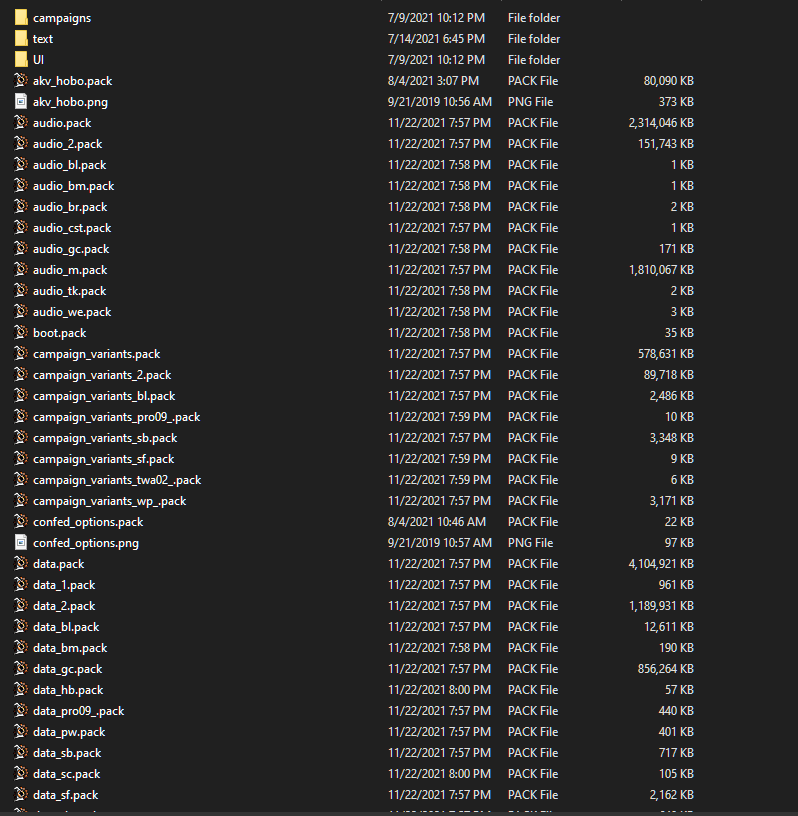 campaigns 7/9/2021 10:12 PM File folder
text 7/14/2021 6:45 PM File folder
UI 7/9/2021 10:12 PM File folder
akv_hobo.pack 8/4/2021 3:07 PM PACK File 80,090 KB
akv_hobo.png 9/21/2019 10:56 AM PNG File 373 KB
audio.pack 11/22/2021 7:57 PM PACK File 2,314,046 KB
audio_2.pack 11/22/2021 7:57 PM PACK File 151,743 KB
audio_bl.pack 11/22/2021 7:58 PM PACK File 1 KB
audio_bm.pack 11/22/2021 7:58 PM PACK File 1 KB
audio_br.pack 11/22/2021 7:58 PM PACK File 2 KB
audio_cst.pack 11/22/2021 7:58 PM PACK File 1 KB
audio_gc.pack 11/22/2021 7:58 PM PACK File 171 KB
audio_m.pack 11/22/2021 7:57 PM PACK File 1,810,067 KB
audio_tk.pack 11/22/2021 7:58 PM PACK File 2 KB
audio_we.pack 11/22/2021 7:58 PM PACK File 3 KB
boot.pack 11/22/2021 7:58 PM PACK File 35 KB
campaign_variants.pack 11/22/2021 7:57 PM PACK File 578,631 KB
campaign_variants_2.pack 11/22/2021 7:57 PM PACK File 89,718 KB
campaign_variants_bl.pack 11/22/2021 7:57 PM PACK File 2,486 KB
campaign_variants_pro09_.pack 11/22/2021 7:59 PM PACK File 10 KB
campaign_variants_sb.pack 11/22/2021 7:57 PM PACK File 3,348 KB
campaign_variants_sf.pack 11/22/2021 7:59 PM PACK File 9 KB
campaign_variants_twa02_.pack 11/22/2021 7:59 PM PACK File 6 KB
campaign_variants_wp_.pack 11/22/2021 7:57 PM PACK File 3,171 KB
confed_options.pack 8/4/2021 10:46 AM PACK File 22 KB
confed_options.png 9/21/2019 10:57 AM PNG File 97 KB
data.pack 11/22/2021 7:57 PM PACK File 4,104,921 KB
data_1.pack 11/22/2021 7:57 PM PACK File 961 KB
data_2.pack 11/22/2021 7:57 PM PACK File 1,189,931 KB
data_bl.pack 11/22/2021 7:57 PM PACK File 12,611 KB
data_bm.pack 11/22/2021 7:58 PM PACK File 190 KB
data_gc.pack 11/22/2021 7:57 PM PACK File 856,264 KB
data_hb.pack 11/22/2021 8:00 PM PACK File 57 KB
data_pro09_.pack 11/22/2021 7:57 PM PACK File 440 KB
data_pw.pack 11/22/2021 7:57 PM PACK File 401 KB
data_sb.pack 11/22/2021 7:57 PM PACK File 717 KB
data_sc.pack 11/22/2021 8:00 PM PACK File 105 KB
data_sf.pack 11/22/2021 7:57 PM PACK File 2,162 KB